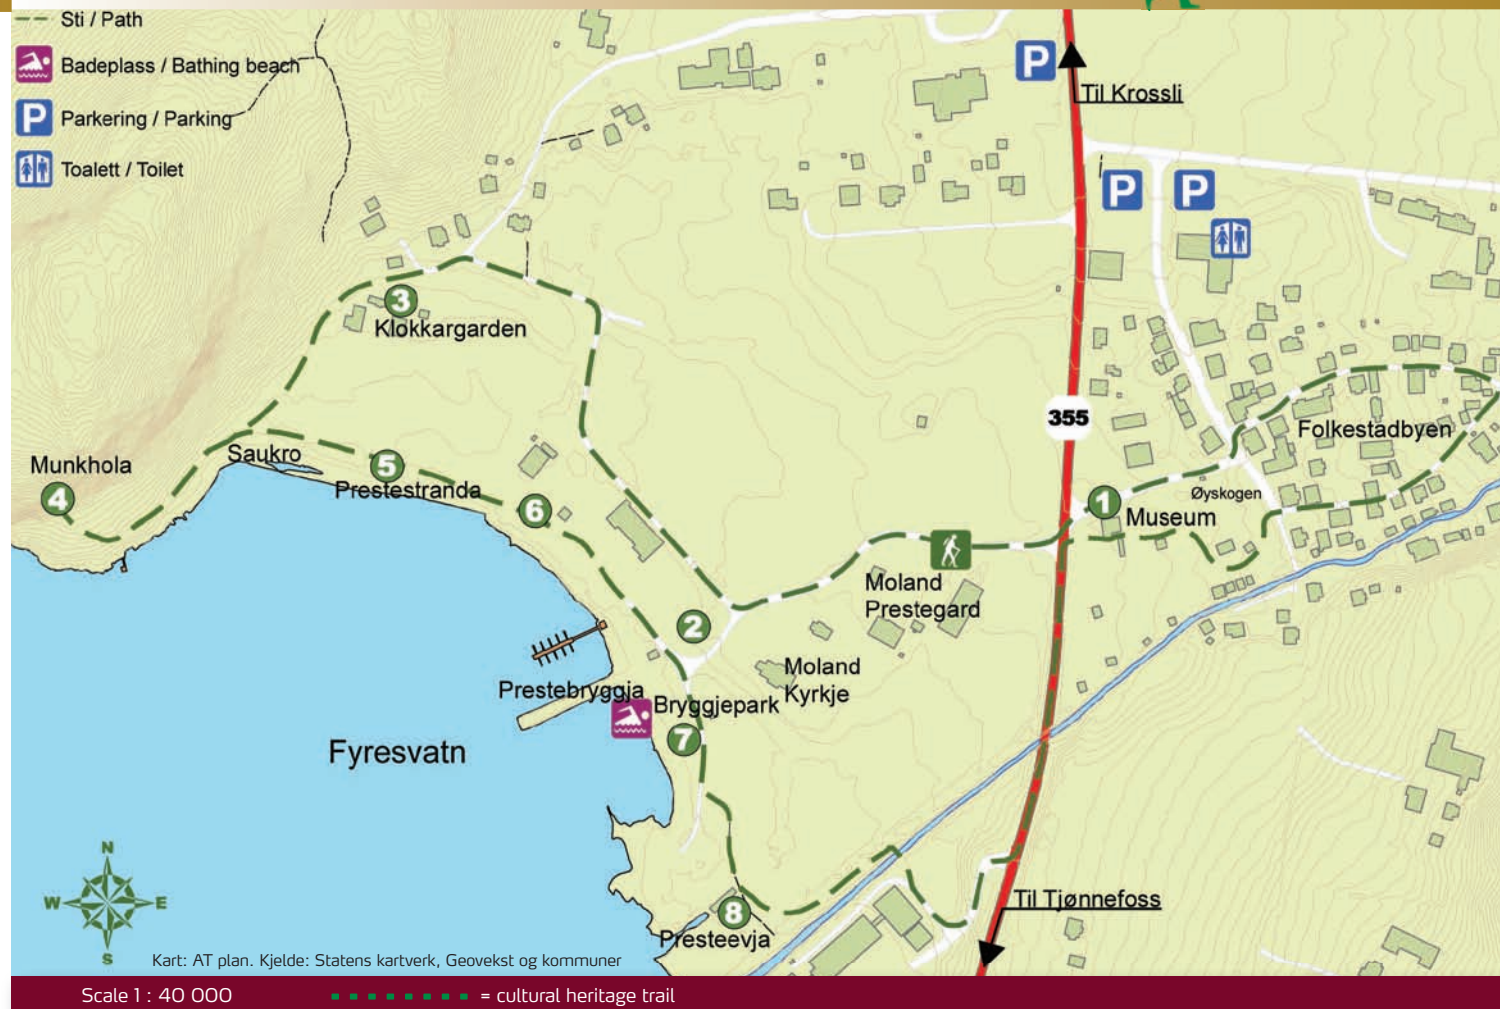 Sti / Path
Badeplass / Bathing beach
P Parkering / Parking
Toalett / Toilet
P
Til Krossli
P P
3
Klokkargarden
355
Folkestadbyen
Saukro
Munkhola
4
5
Prestestranda
6
Øyskogen
1
Museum
Moland
Prestegard
2
Moland
Kyrkje
Prestebryggja
Bryggjepark
7
Fyresvatn
N
W E
S
Til Tjønnefoss
8
Presteevja
Kart: AT plan. Kjelde: Statens kartverk, Geovekst og kommuner
Scale 1 : 40 000
= cultural heritage trail